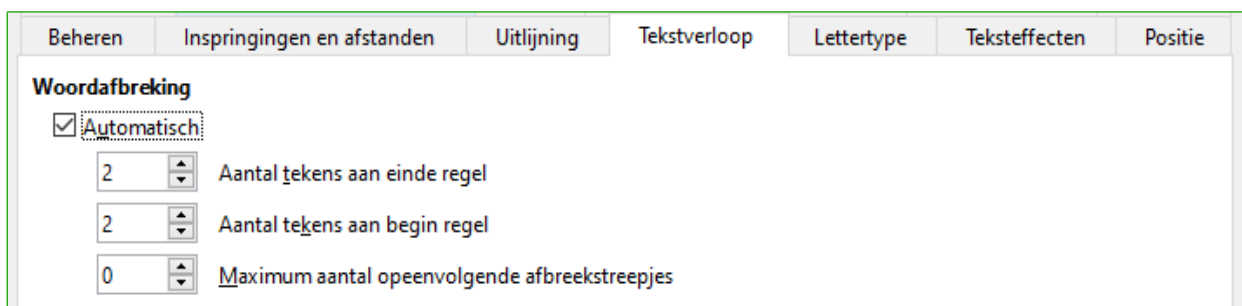 Beheren Inspringingen en afstanden Uitlijning Tekstverloop Lettertype Teksteffecten Positie
Woordafbreking
Automatisch
2 Aantal tekens aan einde regel
2 Aantal tekens aan begin regel
0 Maximum aantal opeenvolgende afbreekstreepjes